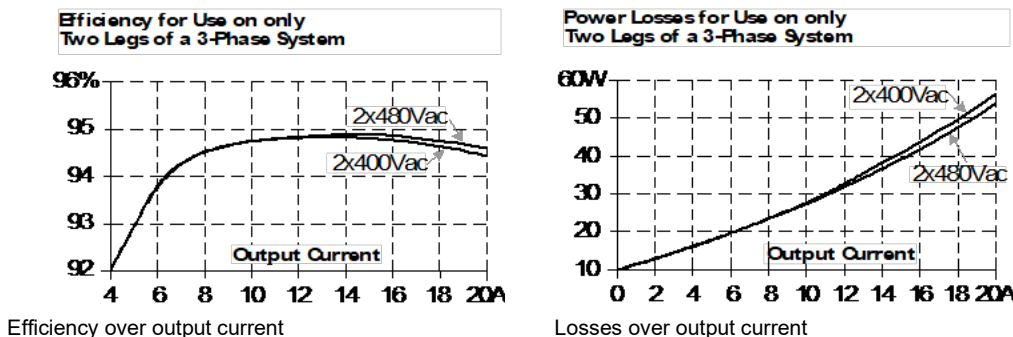 Efficiency for Use on only
Two Legs of a 3-Phase System
96%
95
94
93
92
2x480Vac
2x400Vac
Output Current
4 6 8 10 12 14 16 18 20A
Efficiency over output current
Power Losses for Use on only
Two Legs of a 3-Phase System
60W
50
40
30
20
10
2x400Vac
2x480Vac
Output Current
0 2 4 6 8 10 12 14 16 18 20A
Losses over output current